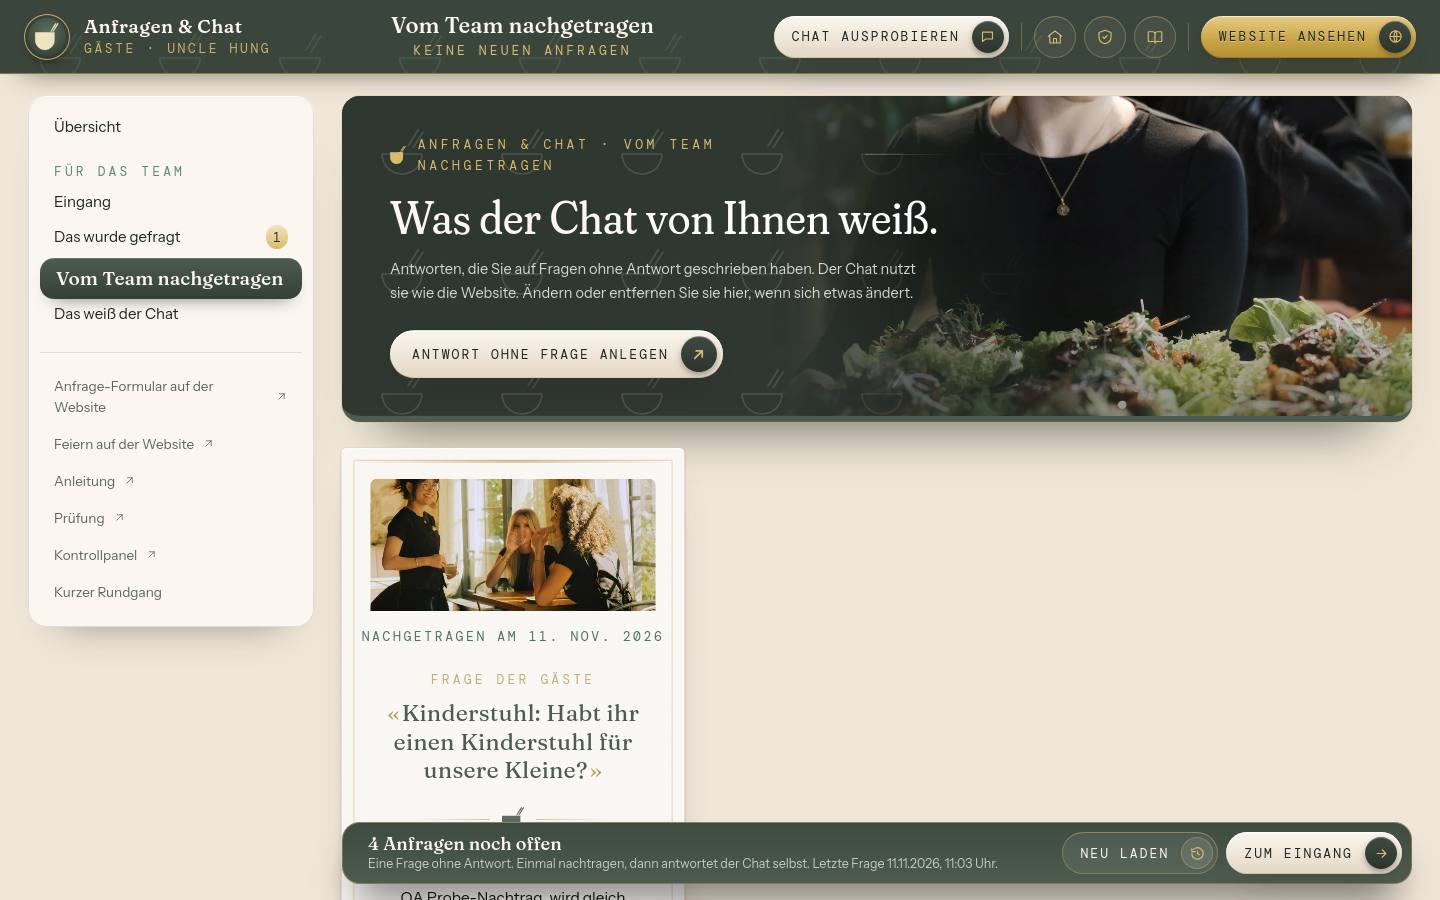 Anfragen & Chat
GÄSTE · UNCLE HUNG
Vom Team nachgetragen
KEINE NEUEN ANFRAGEN
CHAT AUSPROBIEREN
WEBSITE ANSEHEN
Übersicht
FÜR DAS TEAM
Eingang
Das wurde gefragt 1
Vom Team nachgetragen
Das weiß der Chat
Anfrage-Formular auf der
Website
Feiern auf der Website
Anleitung
Prüfung
Kontrollpanel
Kurzer Rundgang
ANFRAGEN & CHAT · VOM TEAM
NACHGETRAGEN
Was der Chat von Ihnen weiß.
Antworten, die Sie auf Fragen ohne Antwort geschrieben haben. Der Chat nutzt
sie wie die Website. Ändern oder entfernen Sie sie hier, wenn sich etwas ändert.
ANTWORT OHNE FRAGE ANLEGEN
NACHGETRAGEN AM 11. NOV. 2026
FRAGE DER GÄSTE
«Kinderstuhl: Habt ihr
einen Kinderstuhl für
unsere Kleine?»
4 Anfragen noch offen
Eine Frage ohne Antwort. Einmal nachtragen, dann antwortet der Chat selbst. Letzte Frage 11.11.2026, 11:03 Uhr.
NEU LADEN
ZUM EINGANG
QA Probe-Nachtrag, wird gleich